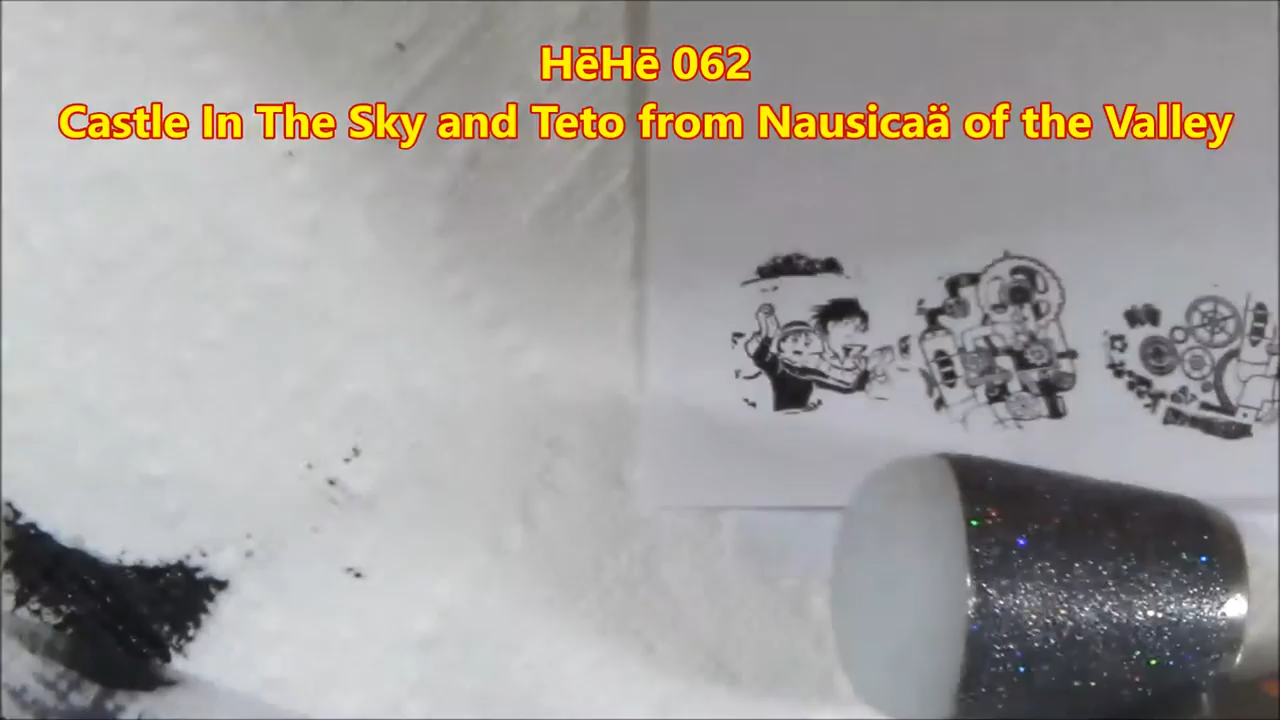 HēHē 062
Castle In The Sky and Teto from Nausicaä of the Valley